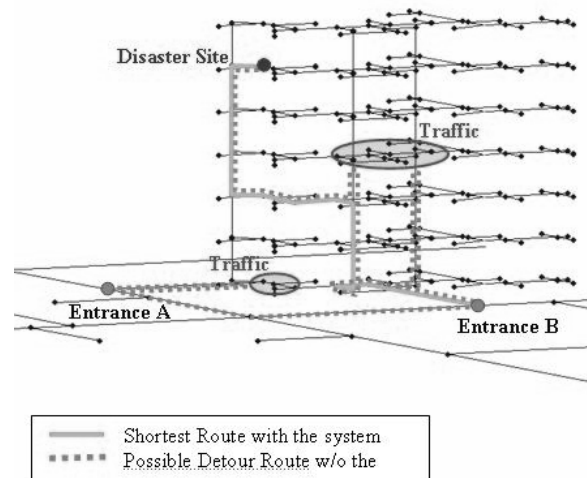 Disaster Site
Traffic
Traffic
Entrance A
Entrance B
Shortest Route with the system
Possible Detour Route w/o the